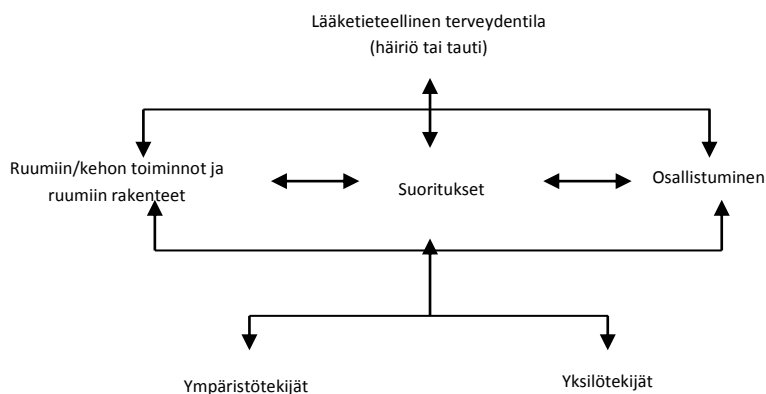 Lääketieteellinen terveydentila
(häiriö tai tauti)
Ruumiin/kehon toiminnot ja
ruumiin rakenteet
Suoritukset
Osallistuminen
Ympäristötekijät
Yksilötekijät